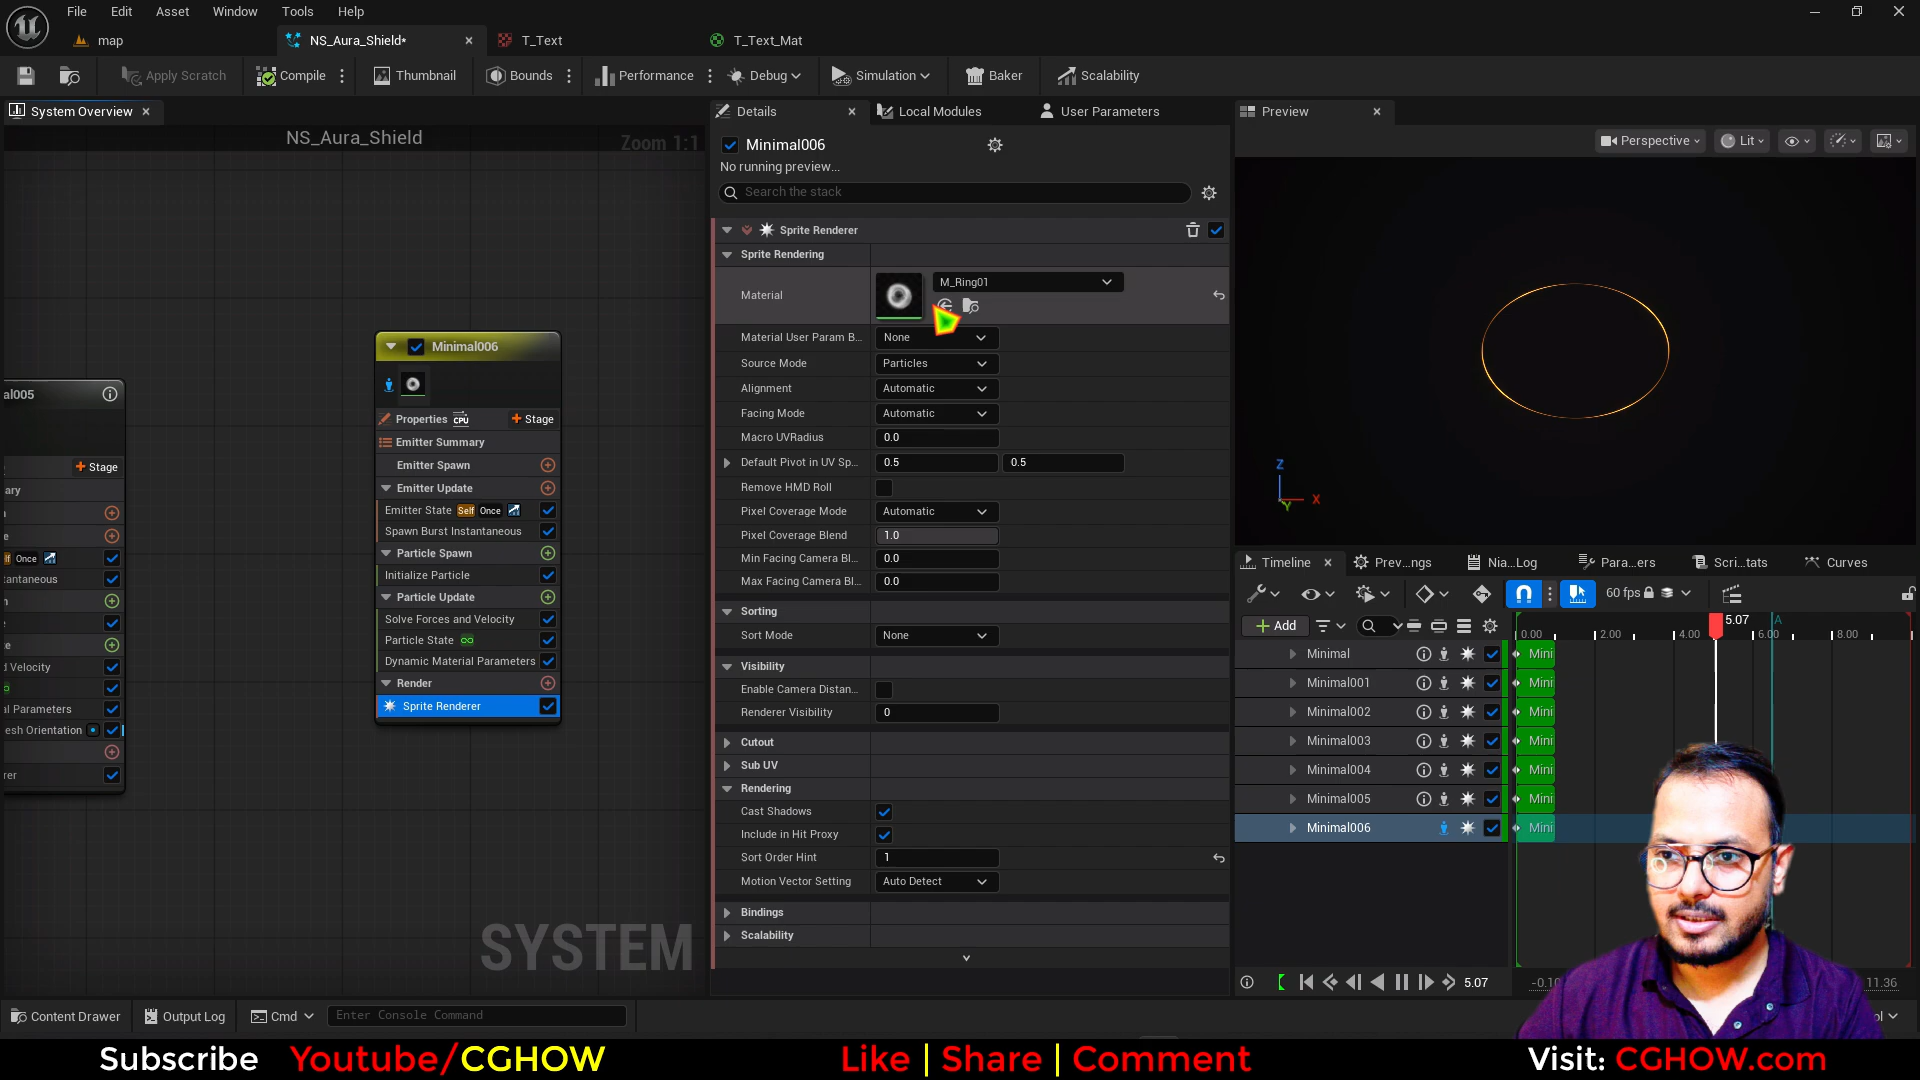 File Edit Asset Window Tools Help
map NS_Aura_Shield* T_Text T_Text_Mat
Apply Scratch Compile Thumbnail Bounds Performance Debug Simulation Baker Scalability
System Overview
NS_Aura_Shield Zoom 1:1
al005
Stage
ary
e
Once
tantaneous
n
e
te
d Velocity
al Parameters
esh Orientation
rer
Minimal006
Properties CPU Stage
Emitter Summary
Emitter Spawn
Emitter Update
Emitter State Self Once
Spawn Burst Instantaneous
Particle Spawn
Initialize Particle
Particle Update
Solve Forces and Velocity
Particle State
Dynamic Material Parameters
Render
Sprite Renderer
SYSTEM
Details Local Modules User Parameters
Minimal006
No running preview...
Search the stack
Sprite Renderer
Sprite Rendering
Material M_Ring01
Material User Param B... None
Source Mode Particles
Alignment Automatic
Facing Mode Automatic
Macro UVRadius 0.0
Default Pivot in UV Sp... 0.5 0.5
Remove HMD Roll
Pixel Coverage Mode Automatic
Pixel Coverage Blend 1.0
Min Facing Camera Bl... 0.0
Max Facing Camera Bl... 0.0
Sorting
Sort Mode None
Visibility
Enable Camera Distan...
Renderer Visibility 0
Cutout
Sub UV
Rendering
Cast Shadows
Include in Hit Proxy
Sort Order Hint 1
Motion Vector Setting Auto Detect
Bindings
Scalability
Preview
Perspective Lit
Z
X
Y
Timeline Prev...ngs Nia...Log Para...ers Scri...tats Curves
60 fps
Add 5.07 A
0.00 2.00 4.00 6.00 8.00
Minimal Mini
Minimal001 Mini
Minimal002 Mini
Minimal003 Mini
Minimal004 Mini
Minimal005 Mini
Minimal006 Mini
5.07 -0.10 11.36
Content Drawer Output Log Cmd Enter Console Command ol
Subscribe Youtube/CGHOW Like | Share | Comment Visit: CGHOW.com